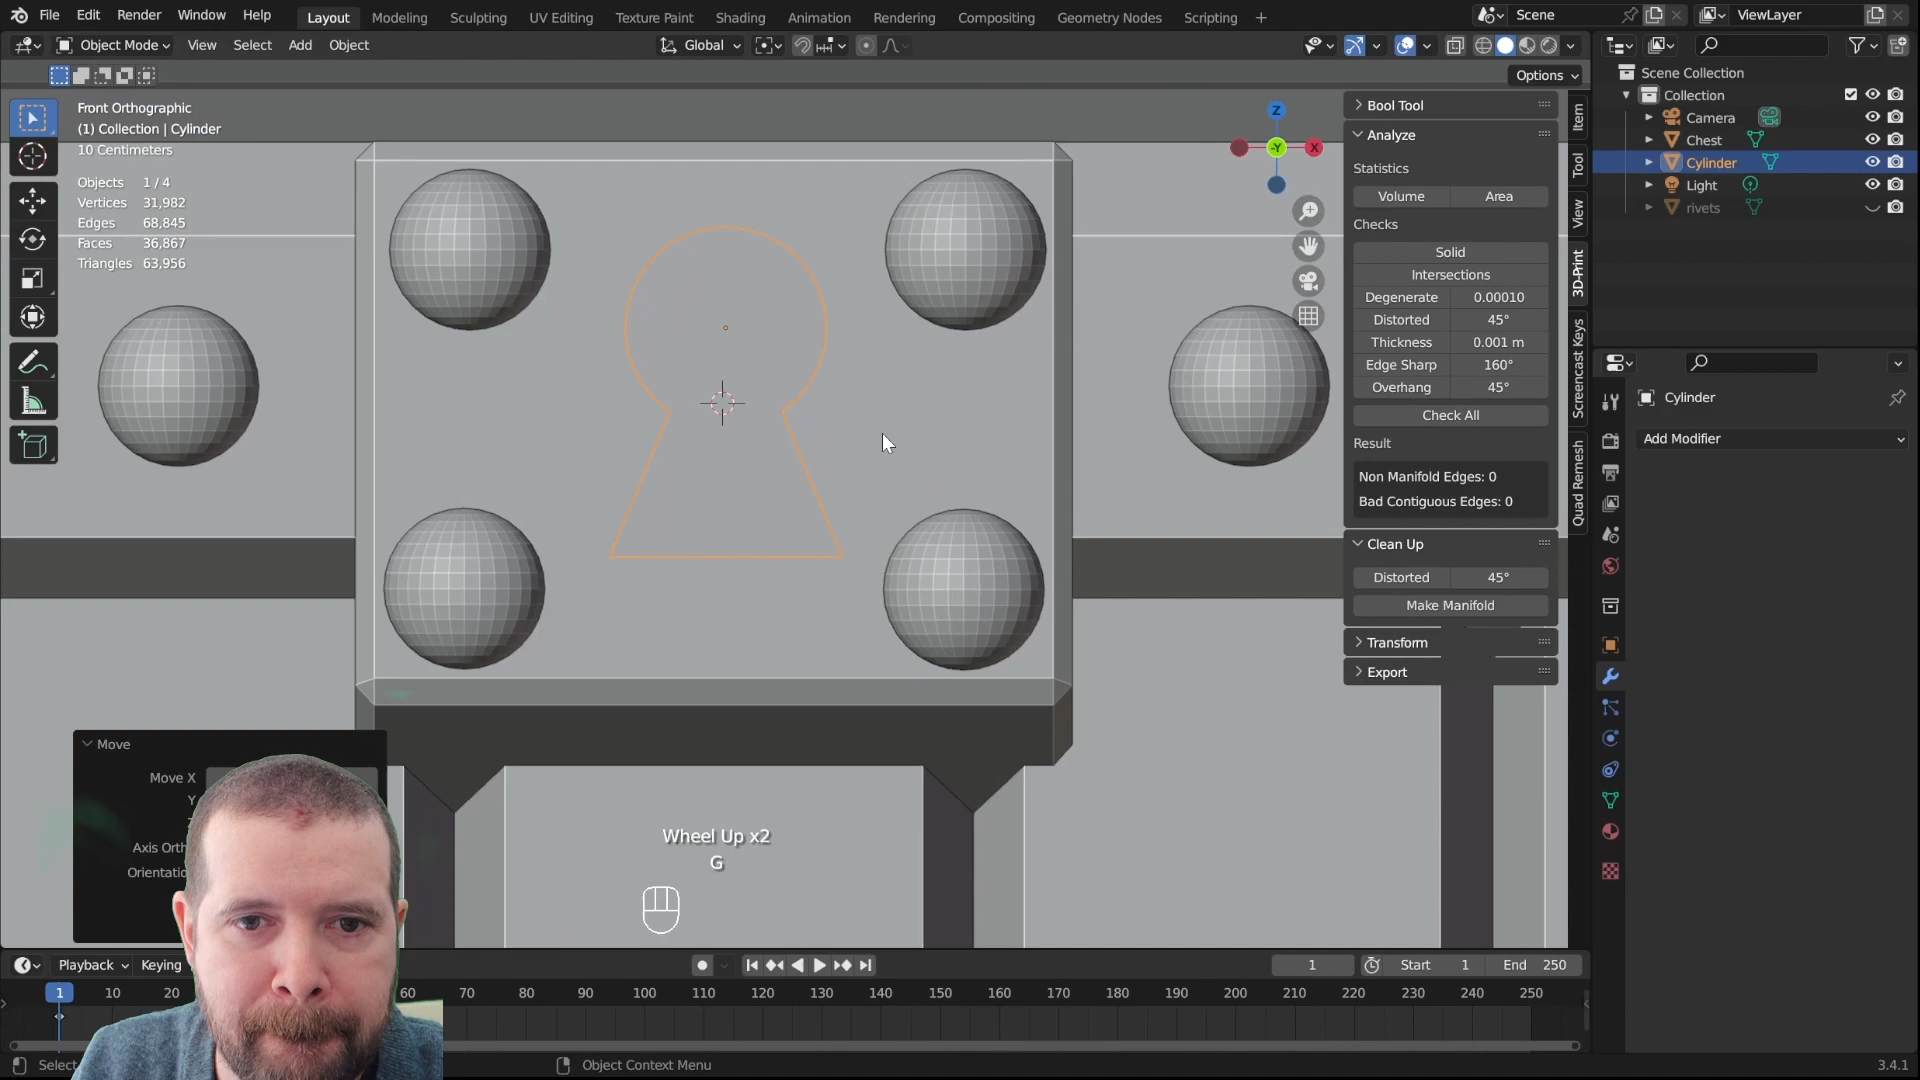 File Edit Render Window Help Layout Modeling Sculpting UV Editing Texture Paint Shading Animation Rendering Compositing Geometry Nodes Scripting + Scene ViewLayer
Object Mode View Select Add Object Global
Options
Front Orthographic
(1) Collection | Cylinder
10 Centimeters
Objects 1 / 4
Vertices 31,982
Edges 68,845
Faces 36,867
Triangles 63,956
Z
-Y
X
Bool Tool
Analyze
Statistics
Volume Area
Checks
Solid
Intersections
Degenerate 0.00010
Distorted 45°
Thickness 0.001 m
Edge Sharp 160°
Overhang 45°
Check All
Result
Non Manifold Edges: 0
Bad Contiguous Edges: 0
Clean Up
Distorted 45°
Make Manifold
Transform
Export
Item
Tool
View
3D-Print
Screencast Keys
Quad Remesh
Scene Collection
Collection
Camera
Chest
Cylinder
Light
rivets
Cylinder
Add Modifier
Move
Move X
Y
Axis Orth
Orientatio
Wheel Up x2
G
Playback Keying
1 Start 1 End 250
1 10 20 60 70 80 90 100 110 120 130 140 150 160 170 180 190 200 210 220 230 240 250
Select Object Context Menu 3.4.1